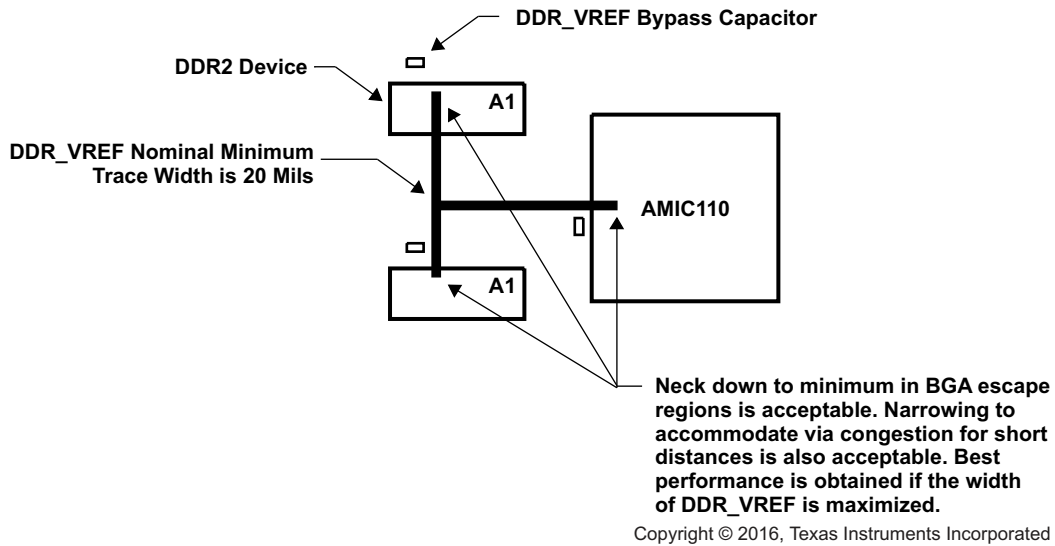 DDR_VREF Bypass Capacitor
DDR2 Device
A1
DDR_VREF Nominal Minimum
Trace Width is 20 Mils
AMIC110
A1
Neck down to minimum in BGA escape
regions is acceptable. Narrowing to
accommodate via congestion for short
distances is also acceptable. Best
performance is obtained if the width
of DDR_VREF is maximized.
Copyright © 2016, Texas Instruments Incorporated